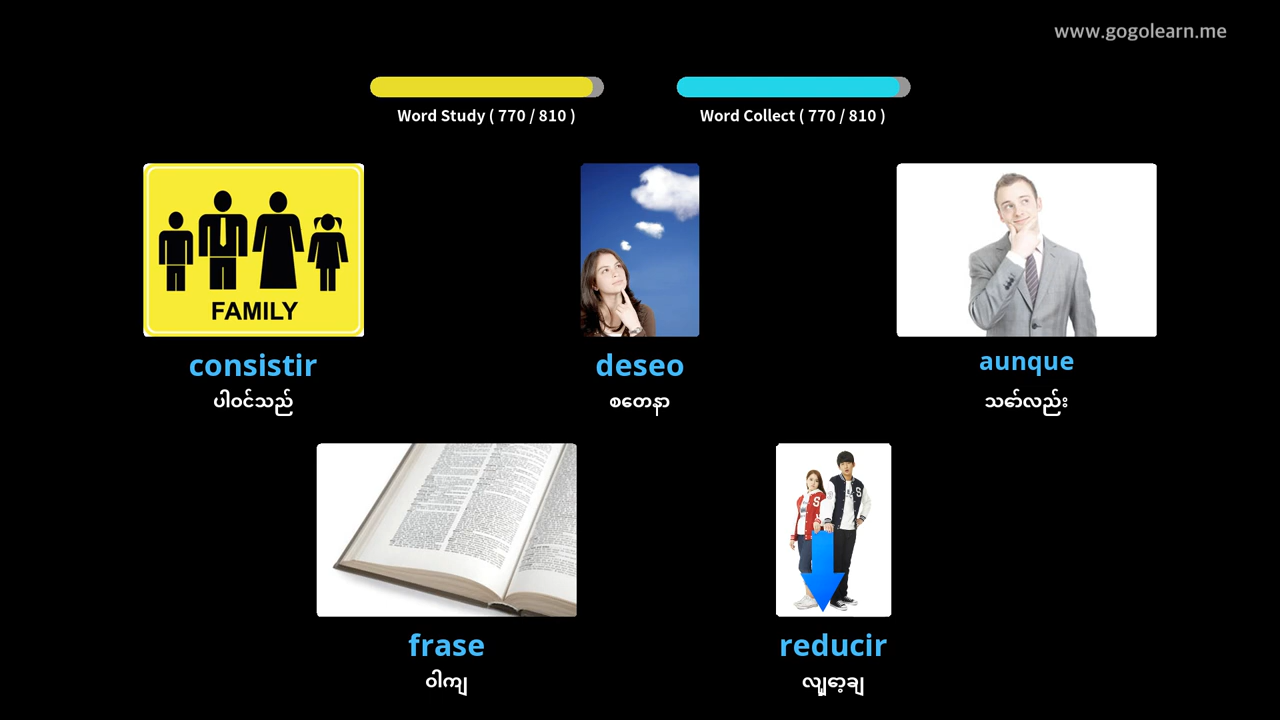 www.gogolearn.me
Word Study ( 770 / 810 )
Word Collect ( 770 / 810 )
FAMILY
consistir
ပါဝင်သည်
deseo
စေတနာ
aunque
သော်လည်း
frase
ဝါကျ
reducir
လျှော့ချ